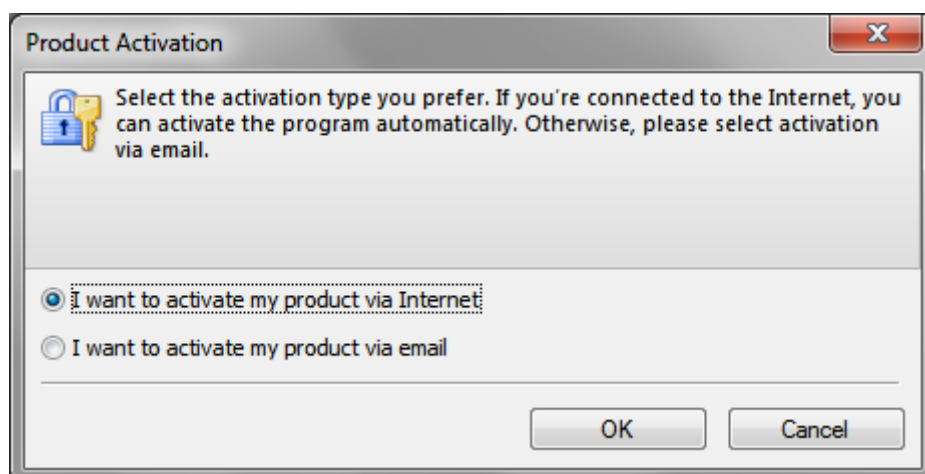 Product Activation
Select the activation type you prefer. If you're connected to the Internet, you
can activate the program automatically. Otherwise, please select activation
via email.
I want to activate my product via Internet
I want to activate my product via email
OK Cancel